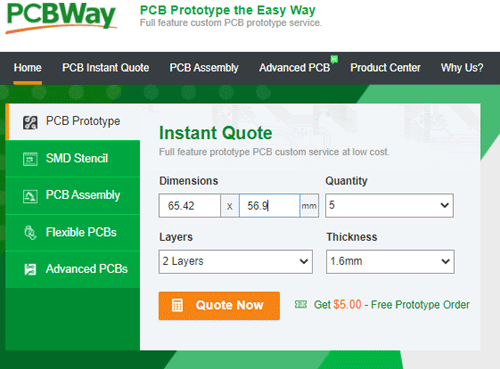 PCBWay
PCB Prototype the Easy Way
Full feature custom PCB prototype service.
Home PCB Instant Quote PCB Assembly Advanced PCB H Product Center Why Us?
PCB Prototype
SMD Stencil
PCB Assembly
Flexible PCBs
Advanced PCBs
Instant Quote
Full feature prototype PCB custom service at low cost.
Dimensions Quantity
65.42 x 56.9 mm 5
Layers Thickness
2 Layers 1.6mm
Quote Now Get $5.00 - Free Prototype Order